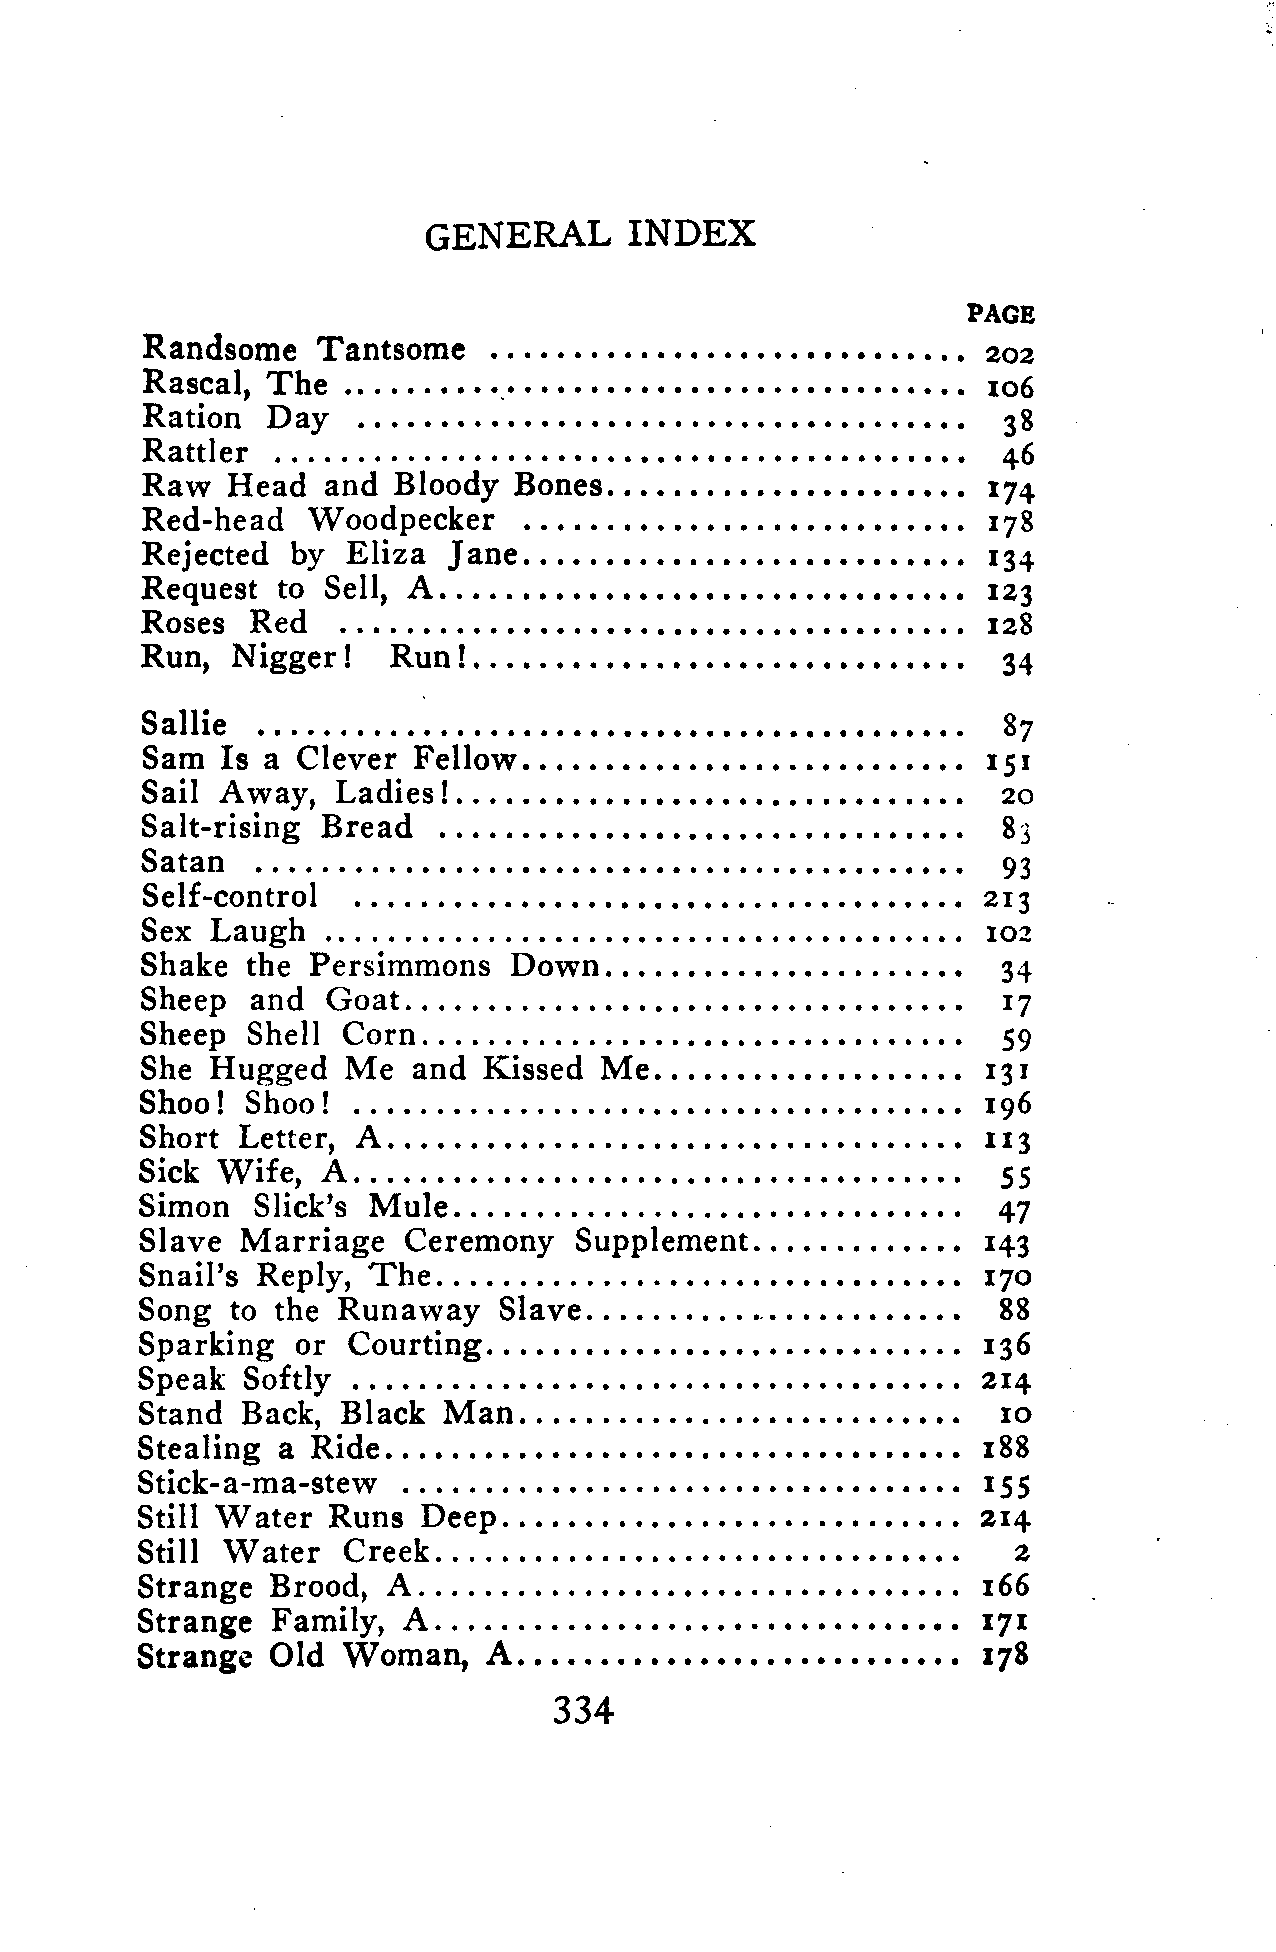 GENERAL INDEX
PAGE
Randsome Tantsome ............................. 202
Rascal, The ...................................... 106
Ration Day ..................................... 38
Rattler .......................................... 46
Raw Head and Bloody Bones...................... 174
Red-head Woodpecker ........................... 178
Rejected by Eliza Jane........................... 134
Request to Sell, A................................ 123
Roses Red ...................................... 128
Run, Nigger! Run!.............................. 34
Sallie ........................................... 87
Sam Is a Clever Fellow........................... 151
Sail Away, Ladies!............................... 20
Salt-rising Bread ................................ 83
Satan ........................................... 93
Self-control ..................................... 213
Sex Laugh ....................................... 102
Shake the Persimmons Down...................... 34
Sheep and Goat.................................. 17
Sheep Shell Corn................................. 59
She Hugged Me and Kissed Me................... 131
Shoo! Shoo! ..................................... 196
Short Letter, A................................... 113
Sick Wife, A..................................... 55
Simon Slick's Mule............................... 47
Slave Marriage Ceremony Supplement............. 143
Snail's Reply, The................................ 170
Song to the Runaway Slave....................... 88
Sparking or Courting............................. 136
Speak Softly ..................................... 214
Stand Back, Black Man........................... 10
Stealing a Ride................................... 188
Stick-a-ma-stew .................................. 155
Still Water Runs Deep............................ 214
Still Water Creek................................ 2
Strange Brood, A................................. 166
Strange Family, A................................ 171
Strange Old Woman, A........................... 178
334